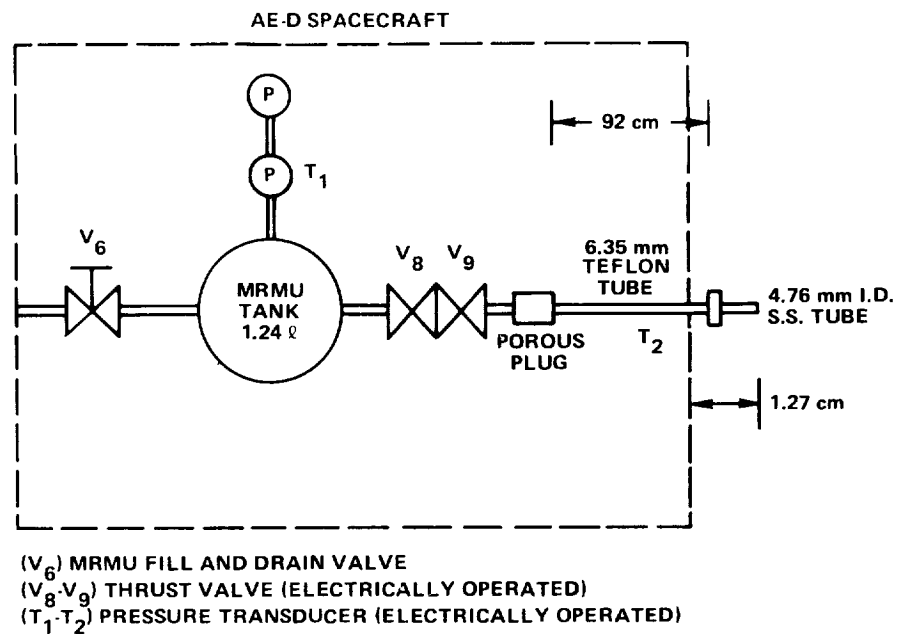 AE-D SPACECRAFT
P
92 cm
P
T1
V6
V8
V9
6.35 mm
TEFLON
TUBE
MRMU
TANK
1.24 ℓ
4.76 mm I.D.
S.S. TUBE
POROUS
PLUG
T2
1.27 cm
(V6) MRMU FILL AND DRAIN VALVE
(V8-V9) THRUST VALVE (ELECTRICALLY OPERATED)
(T1-T2) PRESSURE TRANSDUCER (ELECTRICALLY OPERATED)